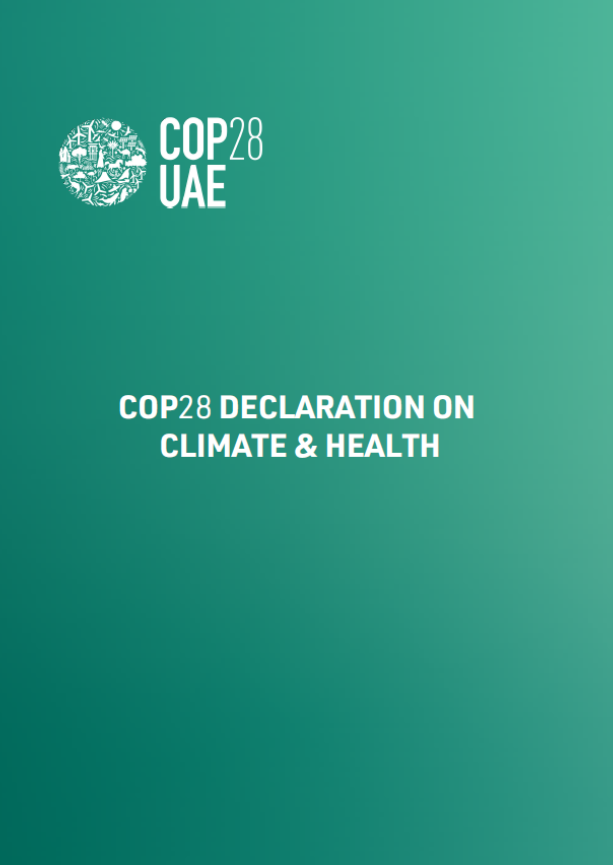 COP28
UAE
COP28 DECLARATION ON
CLIMATE & HEALTH